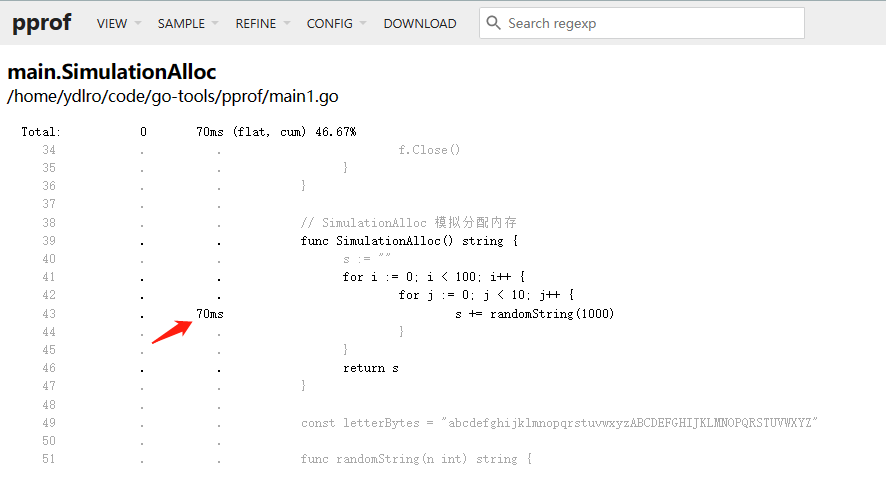 pprof VIEW SAMPLE REFINE CONFIG DOWNLOAD Search regexp
main.SimulationAlloc
/home/ydlro/code/go-tools/pprof/main1.go
Total: 0 70ms (flat, cum) 46.67%
34 . . f.Close()
35 . . }
36 . . }
37 . .
38 . . // SimulationAlloc 模拟分配内存
39 . . func SimulationAlloc() string {
40 . . s := ""
41 . . for i := 0; i < 100; i++ {
42 . . for j := 0; j < 10; j++ {
43 . 70ms s += randomString(1000)
44 . . }
45 . . }
46 . . return s
47 . . }
48 . .
49 . . const letterBytes = "abcdefghijklmnopqrstuvwxyzABCDEFGHIJKLMNOPQRSTUVWXYZ"
50 . .
51 . . func randomString(n int) string {